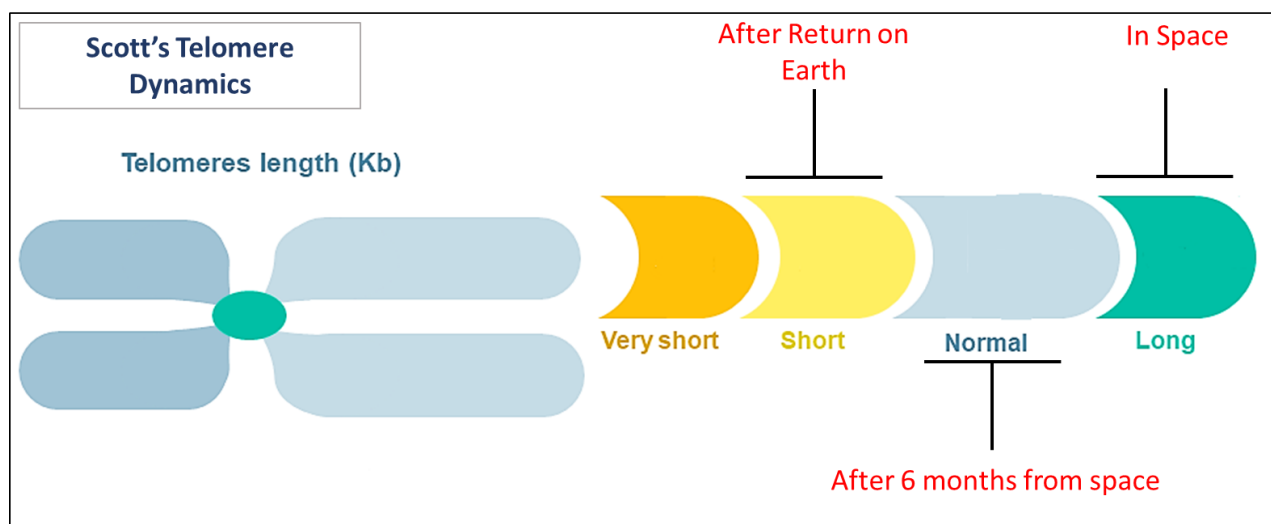 Scott's Telomere
Dynamics
After Return on
Earth
In Space
Telomeres length (Kb)
Very short
Short
Normal
Long
After 6 months from space